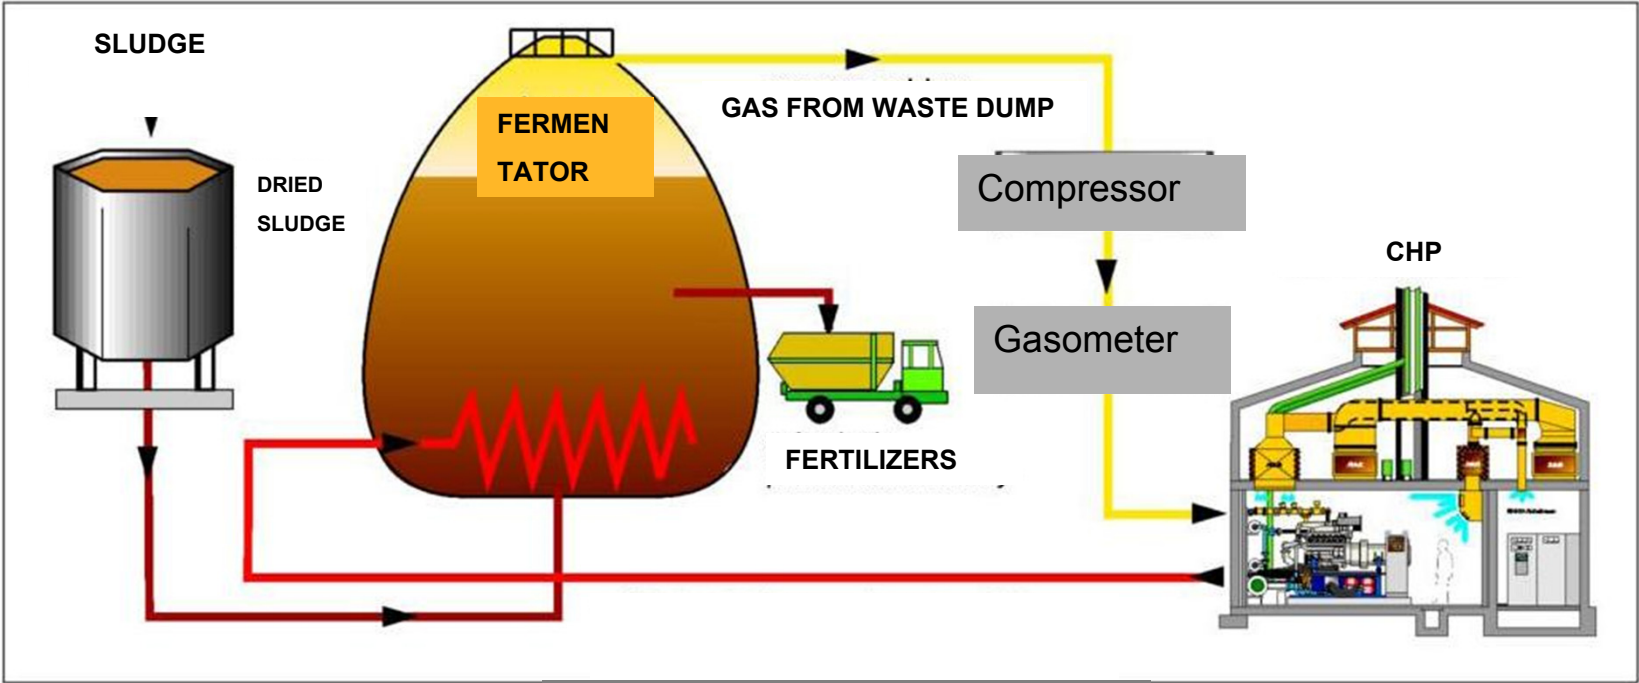 SLUDGE
DRIED
SLUDGE
FERMEN
TATOR
GAS FROM WASTE DUMP
Compressor
Gasometer
CHP
FERTILIZERS